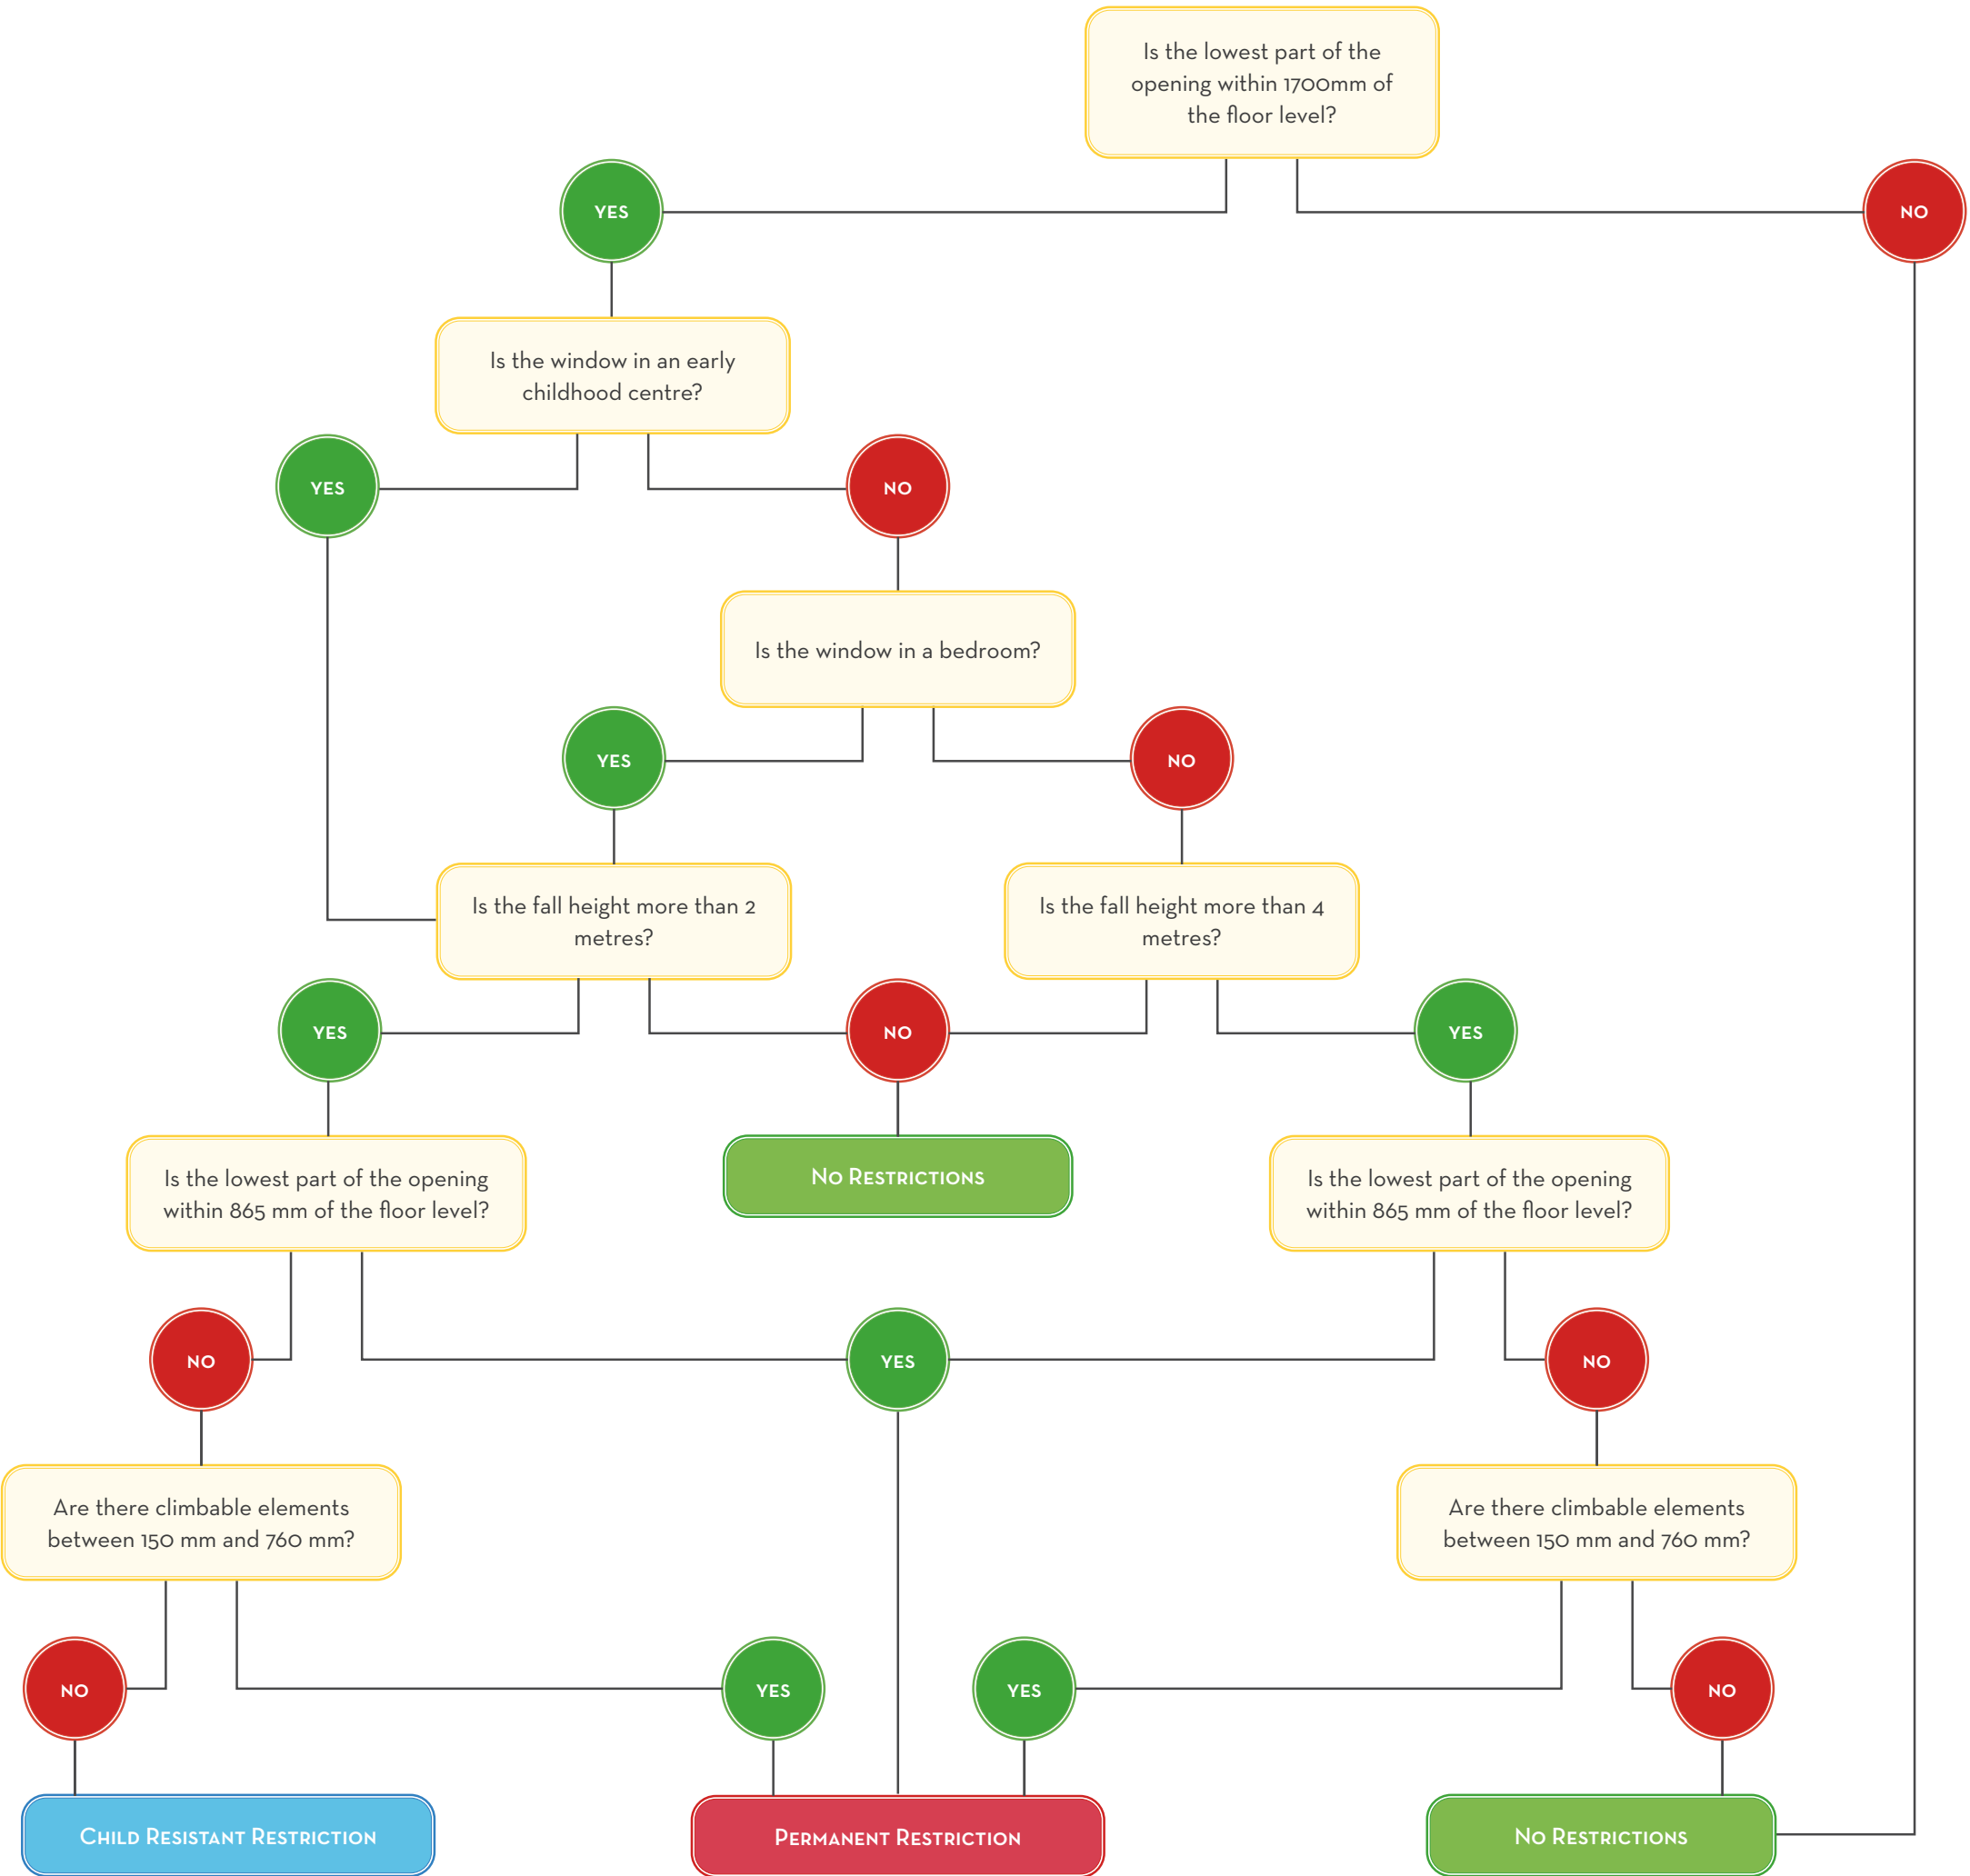 Is the lowest part of the
opening within 1700mm of
the floor level?
YES
NO
Is the window in an early
childhood centre?
YES
NO
Is the window in a bedroom?
YES
NO
Is the fall height more than 2
metres?
Is the fall height more than 4
metres?
YES
NO
YES
Is the lowest part of the opening
within 865 mm of the floor level?
No Restrictions
Is the lowest part of the opening
within 865 mm of the floor level?
NO
YES
NO
Are there climbable elements
between 150 mm and 760 mm?
Are there climbable elements
between 150 mm and 760 mm?
NO
YES
YES
NO
Child Resistant Restriction
Permanent Restriction
No Restrictions